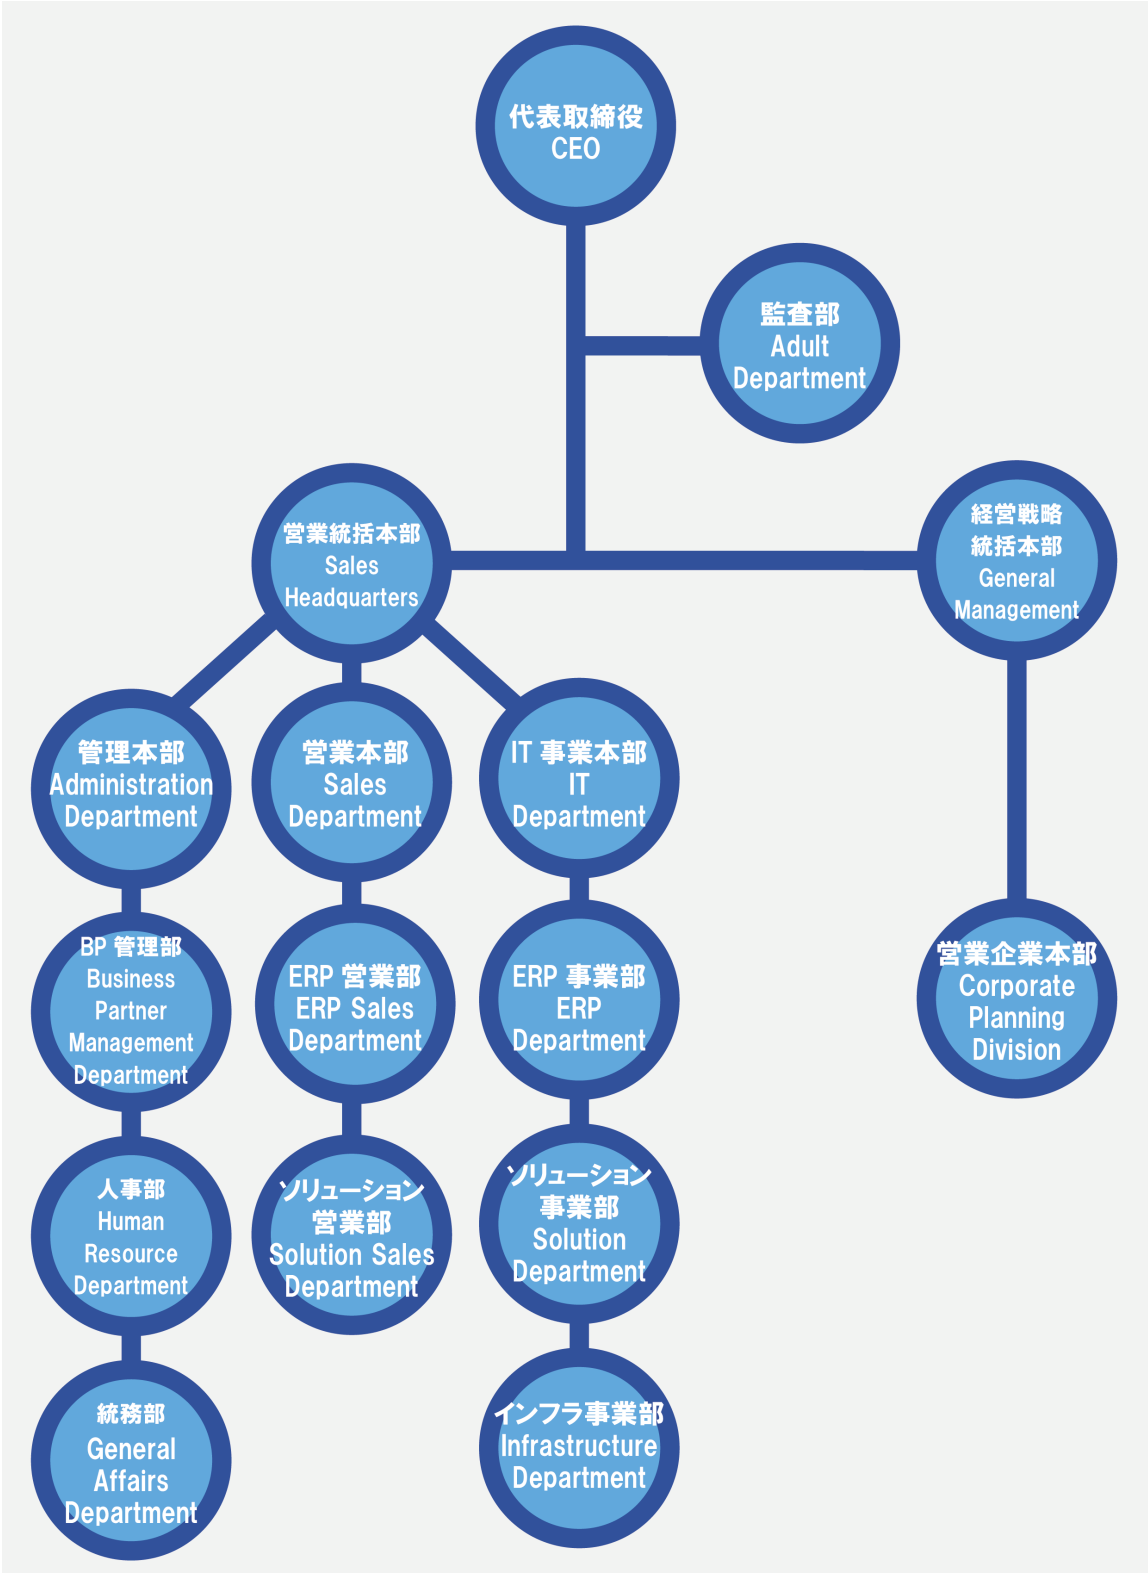 代表取締役
CEO
監査部
Adult
Department
営業統括本部
Sales
Headquarters
経営戦略
統括本部
General
Management
管理本部
Administration
Department
営業本部
Sales
Department
IT 事業本部
IT
Department
BP 管理部
Business
Partner
Management
Department
ERP 営業部
ERP Sales
Department
ERP 事業部
ERP
Department
営業企業本部
Corporate
Planning
Division
人事部
Human
Resource
Department
ソリューション
営業部
Solution Sales
Department
ソリューション
事業部
Solution
Department
統務部
General
Affairs
Department
インフラ事業部
Infrastructure
Department